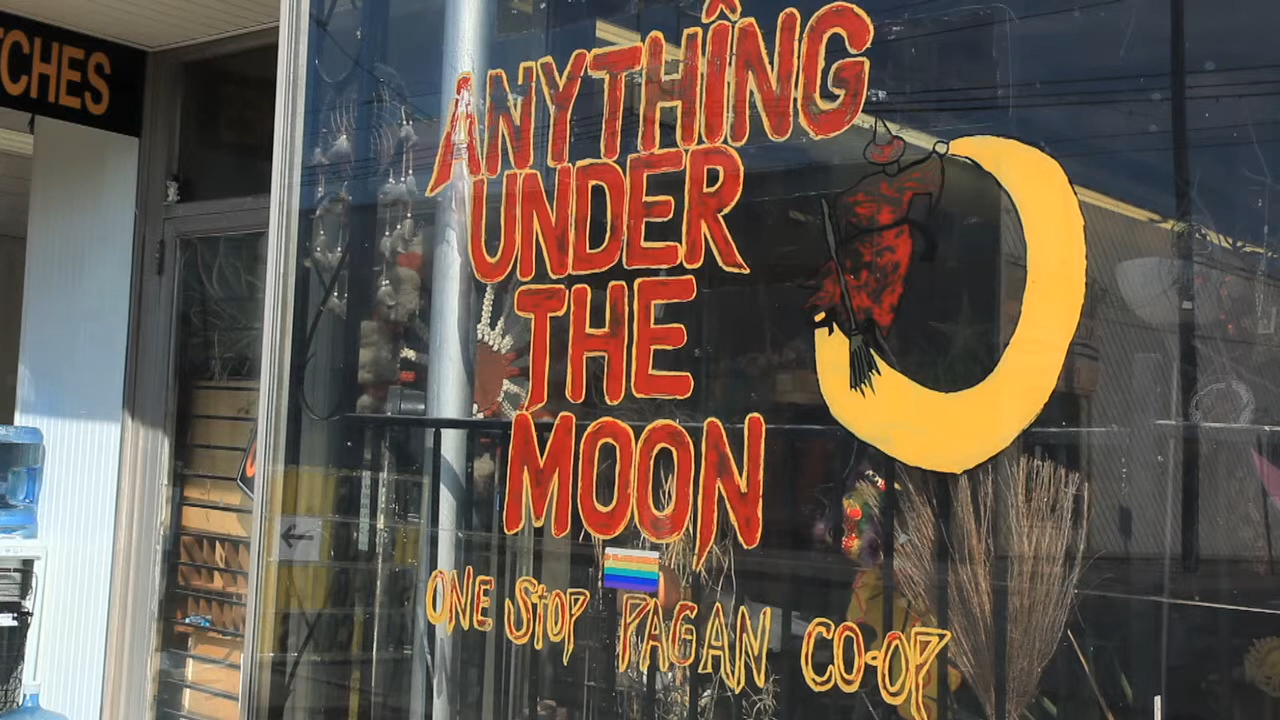 TCHES
ANYTHÎNG
UNDER
THE
MOON
ONE STOP PAGAN CO-OP